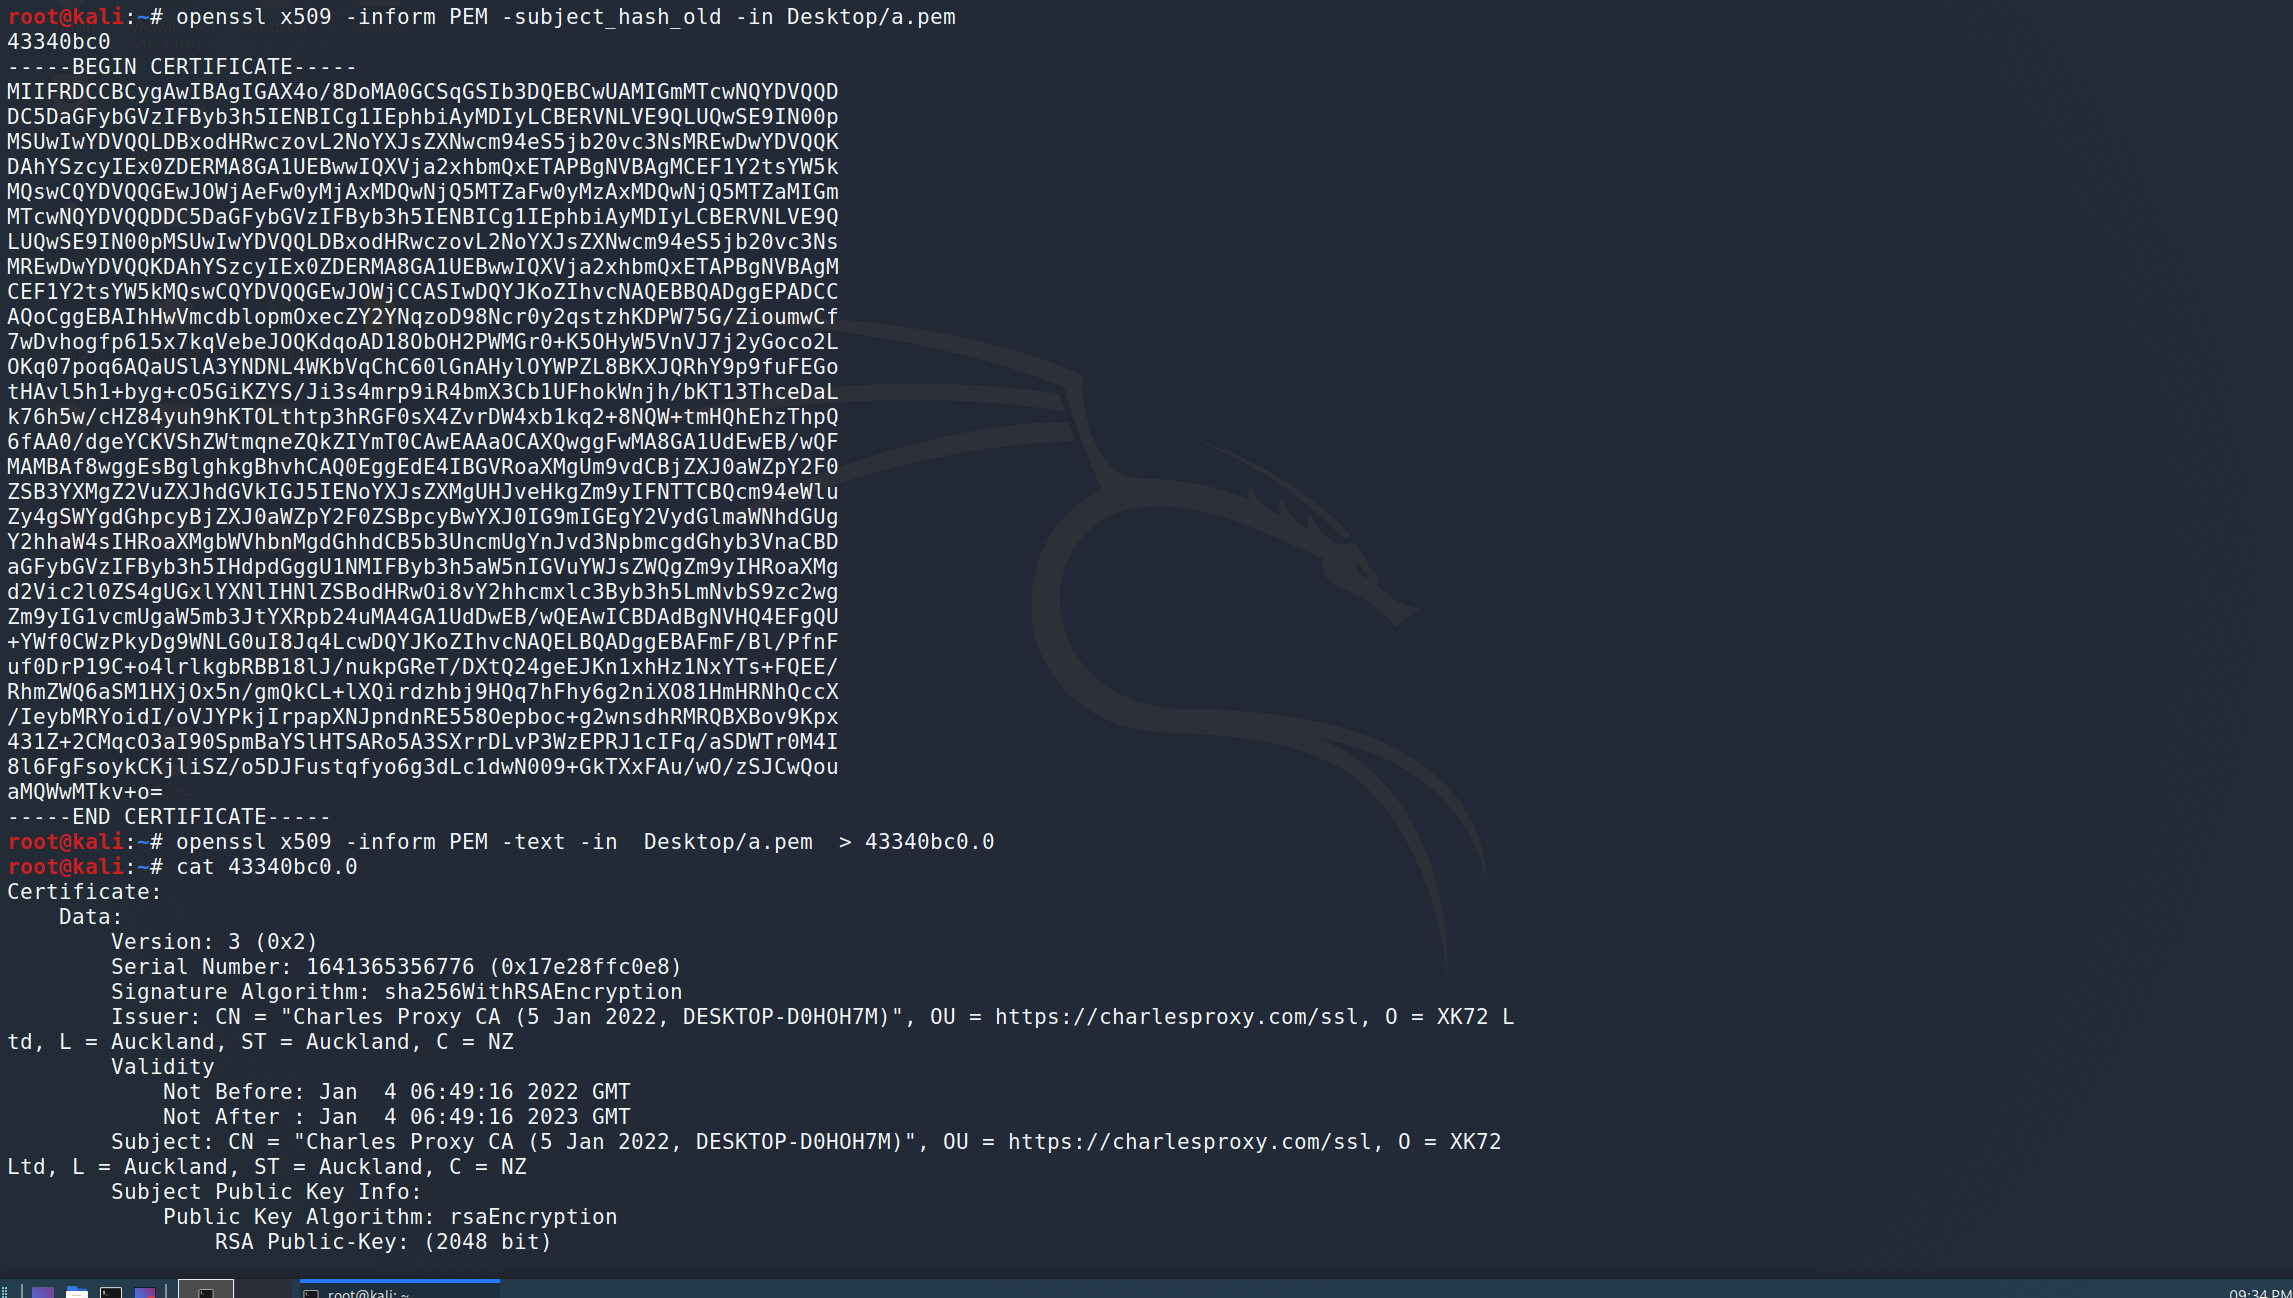 root@kali:~# openssl x509 -inform PEM -subject_hash_old -in Desktop/a.pem
43340bc0
-----BEGIN CERTIFICATE-----
MIIFRDCCBCygAwIBAgIGAX4o/8DoMA0GCSqGSIb3DQEBCwUAMIGmMTcwNQYDVQQD
DC5DaGFybGVzIFByb3h5IENBICg1IEphbiAyMDIyLCBERVNLVE9QLUQwSE9IN00p
MSUwIwYDVQQLDBxodHRwczovL2NoYXJsZXNwcm94eS5jb20vc3NsMREwDwYDVQQK
DAhYSzcyIEx0ZDERMA8GA1UEBwwIQXVja2xhbmQxETAPBgNVBAgMCEF1Y2tsYW5k
MQswCQYDVQQGEwJOWjAeFw0yMjAxMDQwNjQ5MTZaFw0yMzAxMDQwNjQ5MTZaMIGm
MTcwNQYDVQQDDC5DaGFybGVzIFByb3h5IENBICg1IEphbiAyMDIyLCBERVNLVE9Q
LUQwSE9IN00pMSUwIwYDVQQLDBxodHRwczovL2NoYXJsZXNwcm94eS5jb20vc3Ns
MREwDwYDVQQKDAhYSzcyIEx0ZDERMA8GA1UEBwwIQXVja2xhbmQxETAPBgNVBAgM
CEF1Y2tsYW5kMQswCQYDVQQGEwJOWjCCASIwDQYJKoZIhvcNAQEBBQADggEPADCC
AQoCggEBAIhHwVmcdblopmOxecZY2YNqzoD98Ncr0y2qstzhKDPW75G/ZioumwCf
7wDvhogfp615x7kqVebeJOQKdqoAD18ObOH2PWMGr0+K5OHyW5VnVJ7j2yGoco2L
OKq07poq6AQaUSlA3YNDNL4WKbVqChC60lGnAHylOYWPZL8BKXJQRhY9p9fuFEGo
tHAvl5h1+byg+cO5GiKZYS/Ji3s4mrp9iR4bmX3Cb1UFhokWnjh/bKT13ThceDaL
k76h5w/cHZ84yuh9hKTOLthtp3hRGF0sX4ZvrDW4xb1kq2+8NQW+tmHQhEhzThpQ
6fAA0/dgeYCKVShZWtmqneZQkZIYmT0CAwEAAaOCAXQwggFwMA8GA1UdEwEB/wQF
MAMBAf8wggEsBglghkgBhvhCAQ0EggEdE4IBGVRoaXMgUm9vdCBjZXJ0aWZpY2F0
ZSB3YXMgZ2VuZXJhdGVkIGJ5IENoYXJsZXMgUHJveHkgZm9yIFNTTCBQcm94eWlu
Zy4gSWYgdGhpcyBjZXJ0aWZpY2F0ZSBpcyBwYXJ0IG9mIGEgY2VydGlmaWNhdGUg
Y2hhaW4sIHRoaXMgbWVhbnMgdGhhdCB5b3UncmUgYnJvd3NpbmcgdGhyb3VnaCBD
aGFybGVzIFByb3h5IHdpdGggU1NMIFByb3h5aW5nIGVuYWJsZWQgZm9yIHRoaXMg
d2Vic2l0ZS4gUGxlYXNlIHNlZSBodHRwOi8vY2hhcmxlc3Byb3h5LmNvbS9zc2wg
Zm9yIG1vcmUgaW5mb3JtYXRpb24uMA4GA1UdDwEB/wQEAwICBDAdBgNVHQ4EFgQU
+YWf0CWzPkyDg9WNLG0uI8Jq4LcwDQYJKoZIhvcNAQELBQADggEBAFmF/Bl/PfnF
uf0DrP19C+o4lrlkgbRBB18lJ/nukpGReT/DXtQ24geEJKn1xhHz1NxYTs+FQEE/
RhmZWQ6aSM1HXjOx5n/gmQkCL+lXQirdzhbj9HQq7hFhy6g2niXO81HmHRNhQccX
/IeybMRYoidI/oVJYPkjIrpapXNJpndnRE558Oepboc+g2wnsdhRMRQBXBov9Kpx
431Z+2CMqcO3aI90SpmBaYSlHTSARo5A3SXrrDLvP3WzEPRJ1cIFq/aSDWTr0M4I
8l6FgFsoykCKjliSZ/o5DJFustqfyo6g3dLc1dwN009+GkTXxFAu/wO/zSJCwQou
aMQWwMTkv+o=
-----END CERTIFICATE-----
root@kali:~# openssl x509 -inform PEM -text -in  Desktop/a.pem  > 43340bc0.0
root@kali:~# cat 43340bc0.0
Certificate:
    Data:
        Version: 3 (0x2)
        Serial Number: 1641365356776 (0x17e28ffc0e8)
        Signature Algorithm: sha256WithRSAEncryption
        Issuer: CN = "Charles Proxy CA (5 Jan 2022, DESKTOP-D0HOH7M)", OU = https://charlesproxy.com/ssl, O = XK72 L
td, L = Auckland, ST = Auckland, C = NZ
        Validity
            Not Before: Jan  4 06:49:16 2022 GMT
            Not After : Jan  4 06:49:16 2023 GMT
        Subject: CN = "Charles Proxy CA (5 Jan 2022, DESKTOP-D0HOH7M)", OU = https://charlesproxy.com/ssl, O = XK72
Ltd, L = Auckland, ST = Auckland, C = NZ
        Subject Public Key Info:
            Public Key Algorithm: rsaEncryption
                RSA Public-Key: (2048 bit)
root@kali: ~
09:34 PM